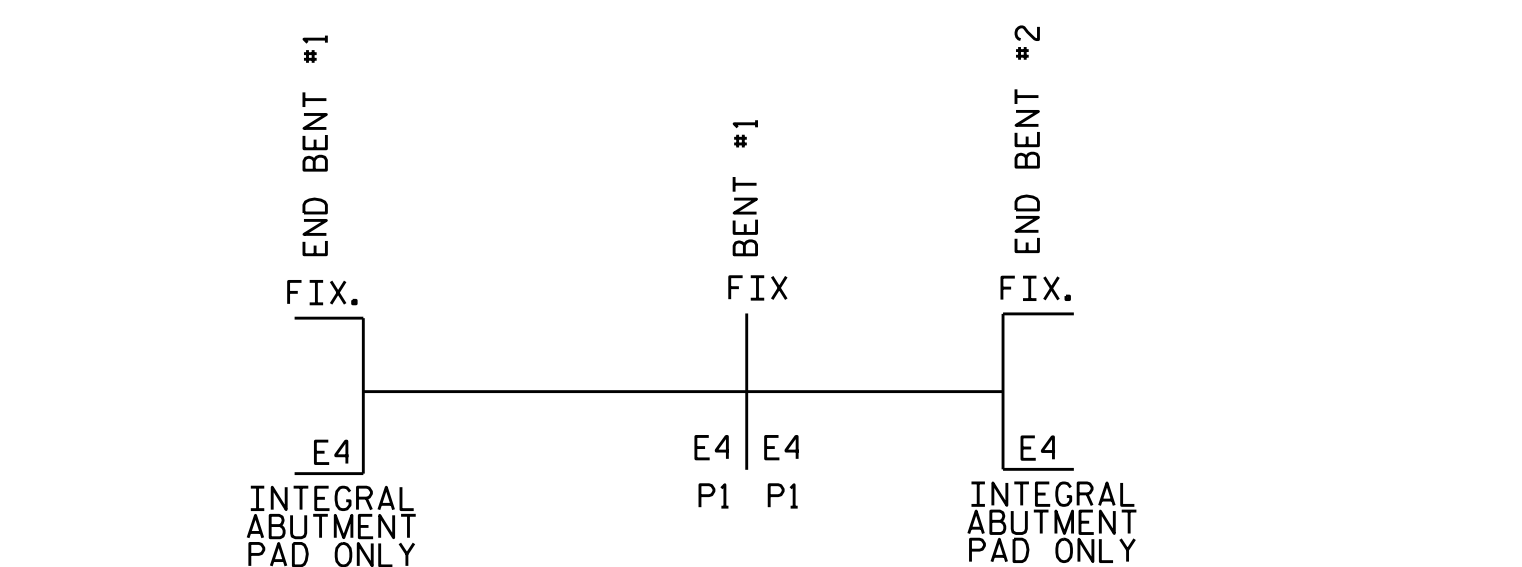 END BENT #1
BENT #1
END BENT #2
FIX.
FIX
FIX.
E4
E4 E4
E4
P1 P1
INTEGRAL
ABUTMENT
PAD ONLY
INTEGRAL
ABUTMENT
PAD ONLY